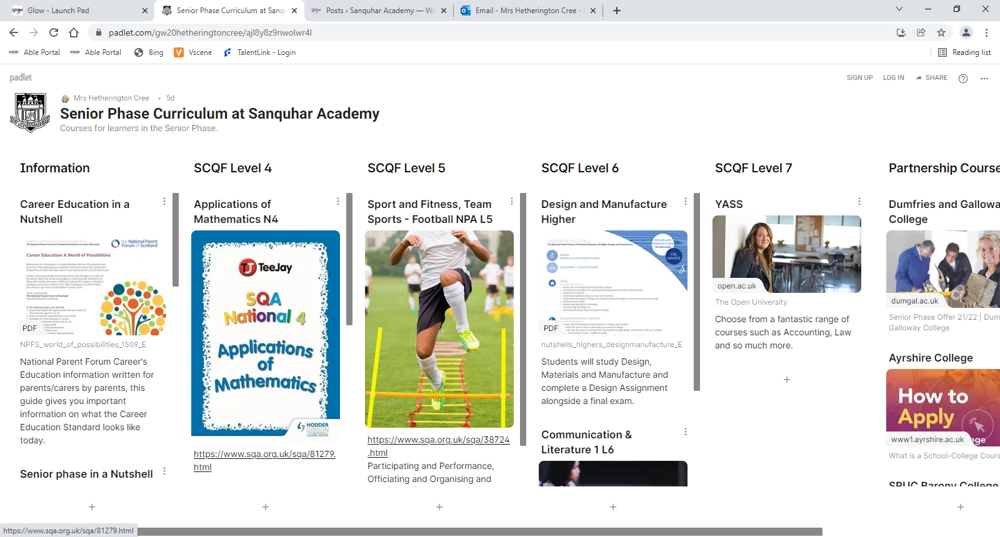 Glow - Launch Pad
Senior Phase Curriculum at Sanqu
Posts ‹ Sanquhar Academy — Wo
Email - Mrs Hetherington Cree -
padlet.com/gw20hetheringtoncree/ajl8y8z9nwolwr4l
Able Portal
Able Portal
Bing
Vscene
TalentLink - Login
Reading list
padlet
SIGN UP
LOG IN
SHARE
Mrs Hetherington Cree • 5d
Senior Phase Curriculum at Sanquhar Academy
Courses for learners in the Senior Phase.
Information
Career Education in a
Nutshell
the National Parent
Forum of Scotland
Career Education: A World of Possibilities
PDF
NPFS_world_of_possibilities_1509_E
National Parent Forum Career's
Education information written for
parents/carers by parents, this
guide gives you important
information on what the Career
Education Standard looks like
today.
Senior phase in a Nutshell
SCQF Level 4
Applications of
Mathematics N4
TJ TeeJay
SQA
National 4
Applications
of
Mathematics
HODDER
GIBSON
LEARN MORE
https://www.sqa.org.uk/sqa/81279.
html
SCQF Level 5
Sport and Fitness, Team
Sports - Football NPA L5
https://www.sqa.org.uk/sqa/38724
.html
Participating and Performance,
Officiating and Organising and
SCQF Level 6
Design and Manufacture
Higher
DESIGN AND
MANUFACTURE
TECHNOLOGIES
CfE
HIGHER
Skills
Opportunities for Learners
PDF
nutshells_highers_designmanufacture_E
Students will study Design,
Materials and Manufacture and
complete a Design Assignment
alongside a final exam.
Communication &
Literature 1 L6
SCQF Level 7
YASS
open.ac.uk
The Open University
Choose from a fantastic range of
courses such as Accounting, Law
and so much more.
Partnership Course
Dumfries and Gallowa
College
dumgal.ac.uk
Senior Phase Offer 21/22 | Dum
Galloway College
Ayrshire College
How to
Apply
www1.ayrshire.ac.uk
ege
What is a School-College Cours
SRUC Barony College
https://www.sqa.org.uk/sqa/81279.html